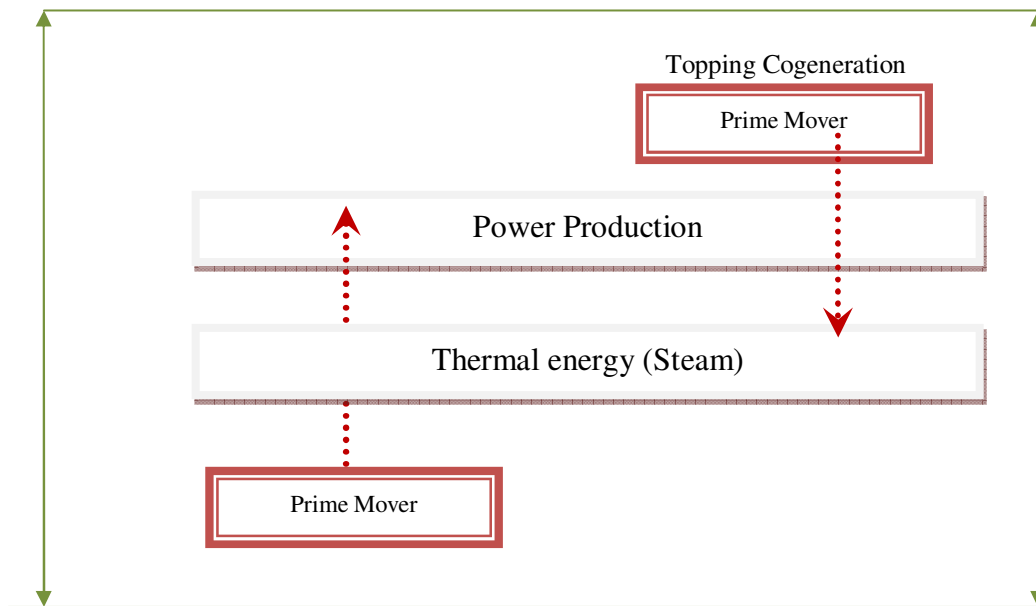 Topping Cogeneration
Prime Mover
Power Production
Thermal energy (Steam)
Prime Mover